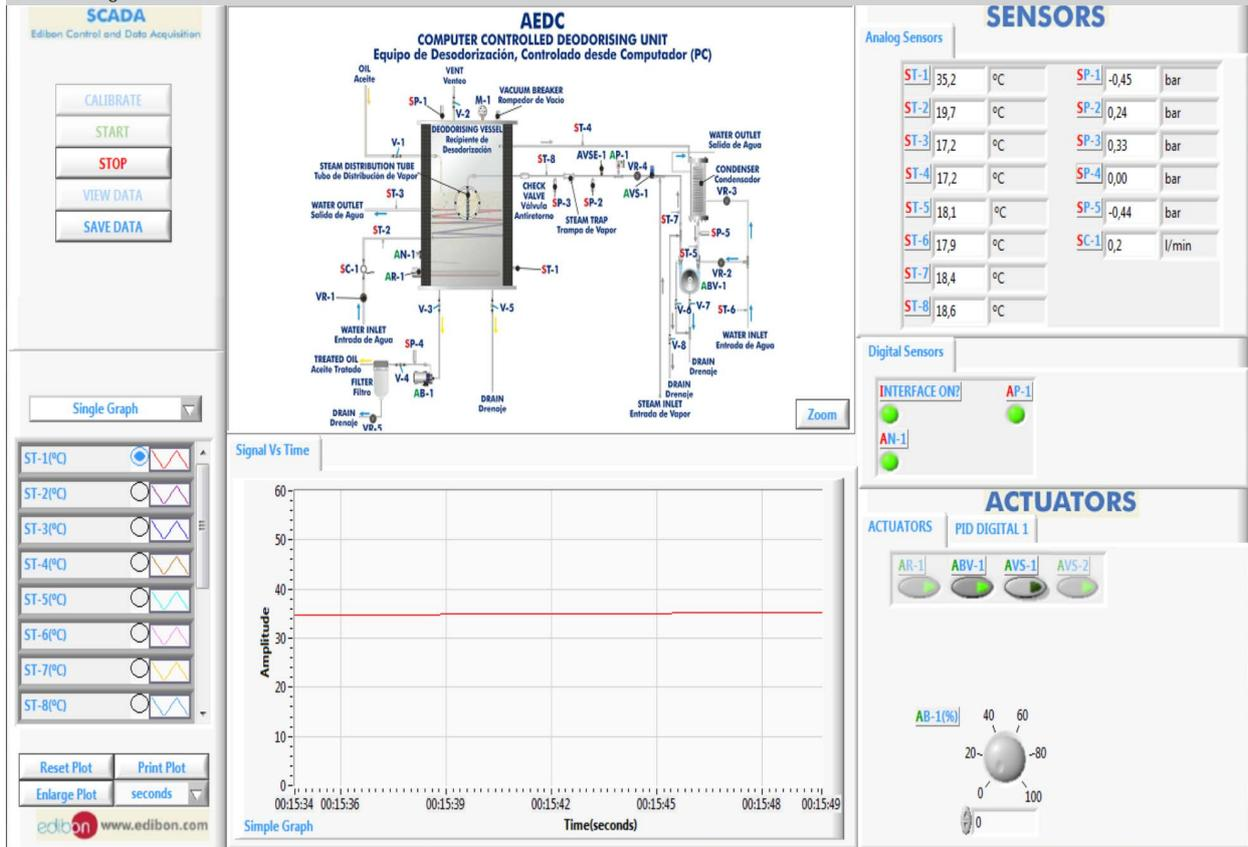 SCADA
Edibon Control and Data Acquisition
CALIBRATE
START
STOP
VIEW DATA
SAVE DATA
Single Graph
ST-1(ºC)
ST-2(ºC)
ST-3(ºC)
ST-4(ºC)
ST-5(ºC)
ST-6(ºC)
ST-7(ºC)
ST-8(ºC)
Reset Plot
Print Plot
Enlarge Plot
seconds
edibon www.edibon.com
AEDC
COMPUTER CONTROLLED DEODORISING UNIT
Equipo de Desodorización, Controlado desde Computador (PC)
OIL
Aceite
VENT
Venteo
VACUUM BREAKER
Rompedor de Vacio
SP-1
V-2
M-1
DEODORISING VESSEL
Recipiente de
Desodorización
V-1
STEAM DISTRIBUTION TUBE
Tubo de Distribución de Vapor
ST-3
WATER OUTLET
Salida de Agua
ST-2
SC-1
AN-1
AR-1
VR-1
WATER INLET
Entrada de Agua
ST-1
V-3
V-5
TREATED OIL
Aceite Tratado
SP-4
V-4
FILTER
Filtro
AB-1
DRAIN
Drenaje
VR-5
DRAIN
Drenaje
ST-4
ST-8
AVSE-1
AP-1
VR-4
AVS-1
CHECK
VALVE
Válvula
Antiretorno
SP-3
SP-2
STEAM TRAP
Trampa de Vapor
WATER OUTLET
Salida de Agua
CONDENSER
Condensador
VR-3
ST-7
SP-5
ST-5
VR-2
ABV-1
V-6
V-7
ST-6
V-8
WATER INLET
Entrada de Agua
DRAIN
Drenaje
DRAIN
Drenaje
STEAM INLET
Entrada de Vapor
Zoom
Signal Vs Time
Amplitude
60
50
40
30
20
10
0
00:15:34
00:15:36
00:15:39
00:15:42
00:15:45
00:15:48
00:15:49
Simple Graph
Time(seconds)
SENSORS
Analog Sensors
ST-1 35,2 ºC
SP-1 -0,45 bar
ST-2 19,7 ºC
SP-2 0,24 bar
ST-3 17,2 ºC
SP-3 0,33 bar
ST-4 17,2 ºC
SP-4 0,00 bar
ST-5 18,1 ºC
SP-5 -0,44 bar
ST-6 17,9 ºC
SC-1 0,2 l/min
ST-7 18,4 ºC
ST-8 18,6 ºC
Digital Sensors
INTERFACE ON?
AP-1
AN-1
ACTUATORS
ACTUATORS
PID DIGITAL 1
AR-1
ABV-1
AVS-1
AVS-2
AB-1(%)
0
20
40
60
80
100
0